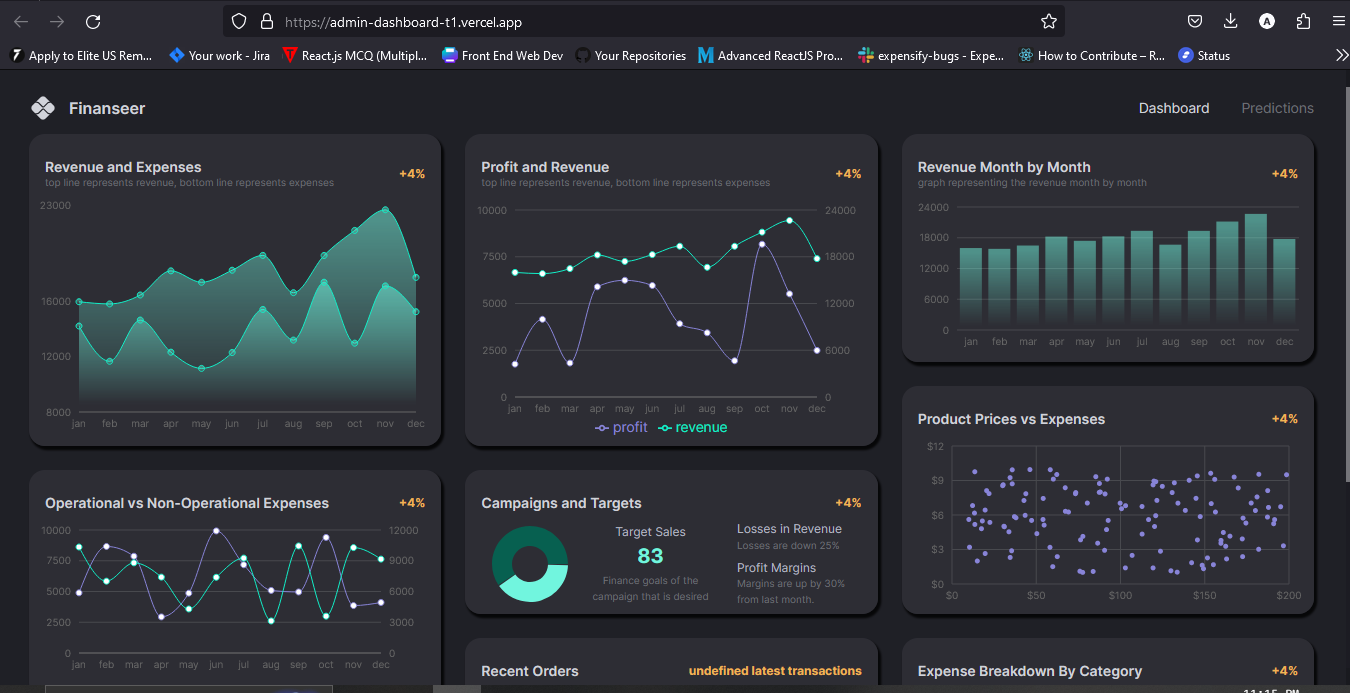 https://admin-dashboard-t1.vercel.app
A
Apply to Elite US Rem...
Your work - Jira
React.js MCQ (Multipl...
Front End Web Dev
Your Repositories
Advanced ReactJS Pro...
expensify-bugs - Expe...
How to Contribute – R...
Status
Finanseer
Dashboard
Predictions
Revenue and Expenses
top line represents revenue, bottom line represents expenses
+4%
23000
16000
12000
8000
jan feb mar apr may jun jul aug sep oct nov dec
Profit and Revenue
top line represents revenue, bottom line represents expenses
+4%
10000
7500
5000
2500
0
24000
18000
12000
6000
0
jan feb mar apr may jun jul aug sep oct nov dec
profit revenue
Revenue Month by Month
graph representing the revenue month by month
+4%
24000
18000
12000
6000
0
jan feb mar apr may jun jul aug sep oct nov dec
Operational vs Non-Operational Expenses
+4%
10000
7500
5000
2500
0
12000
9000
6000
3000
0
jan feb mar apr may jun jul aug sep oct nov dec
Campaigns and Targets
+4%
Target Sales
83
Finance goals of the
campaign that is desired
Losses in Revenue
Losses are down 25%
Profit Margins
Margins are up by 30%
from last month.
Product Prices vs Expenses
+4%
$12
$9
$6
$3
$0
$0 $50 $100 $150 $200
Recent Orders
undefined latest transactions
Expense Breakdown By Category
+4%